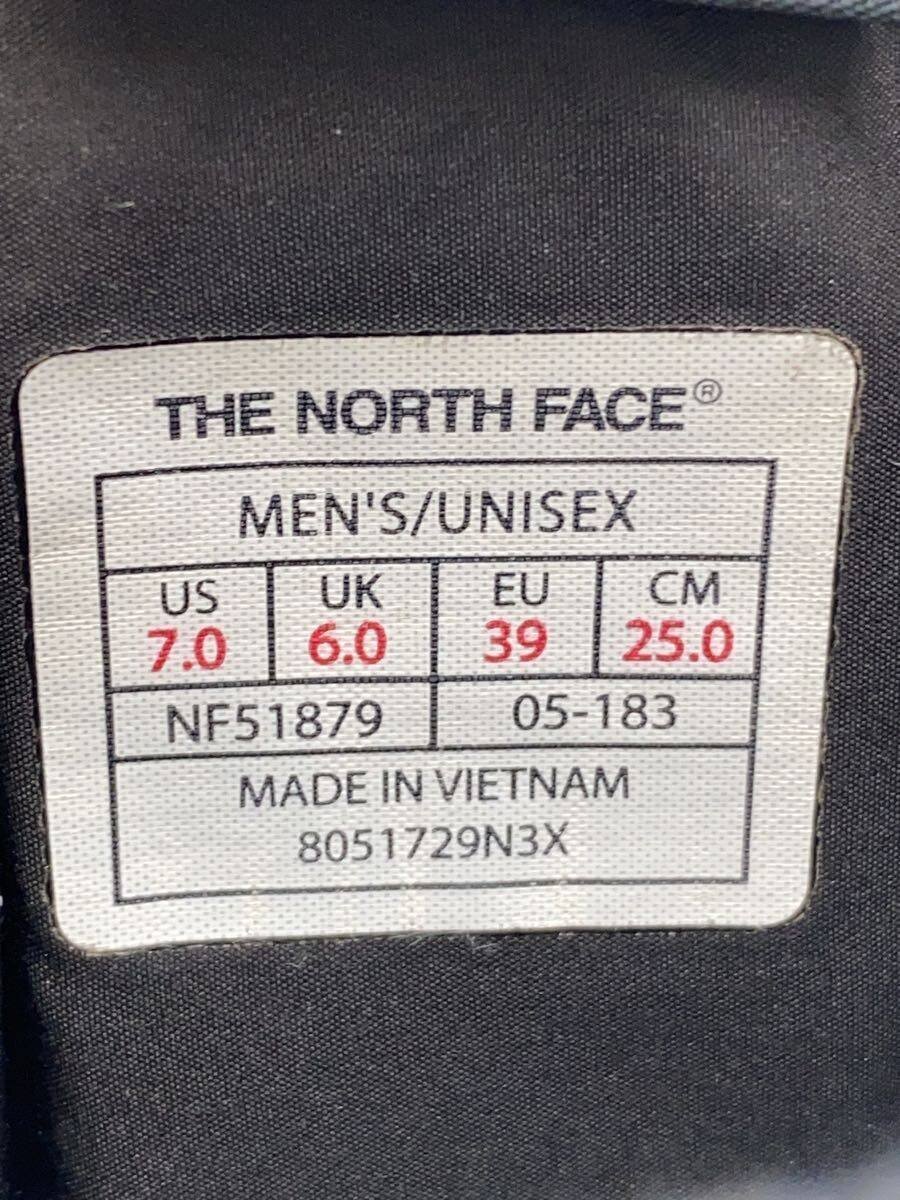 THE NORTH FACE®
MEN'S/UNISEX
US UK EU CM
7.0 6.0 39 25.0
NF51879 05-183
MADE IN VIETNAM
8051729N3X